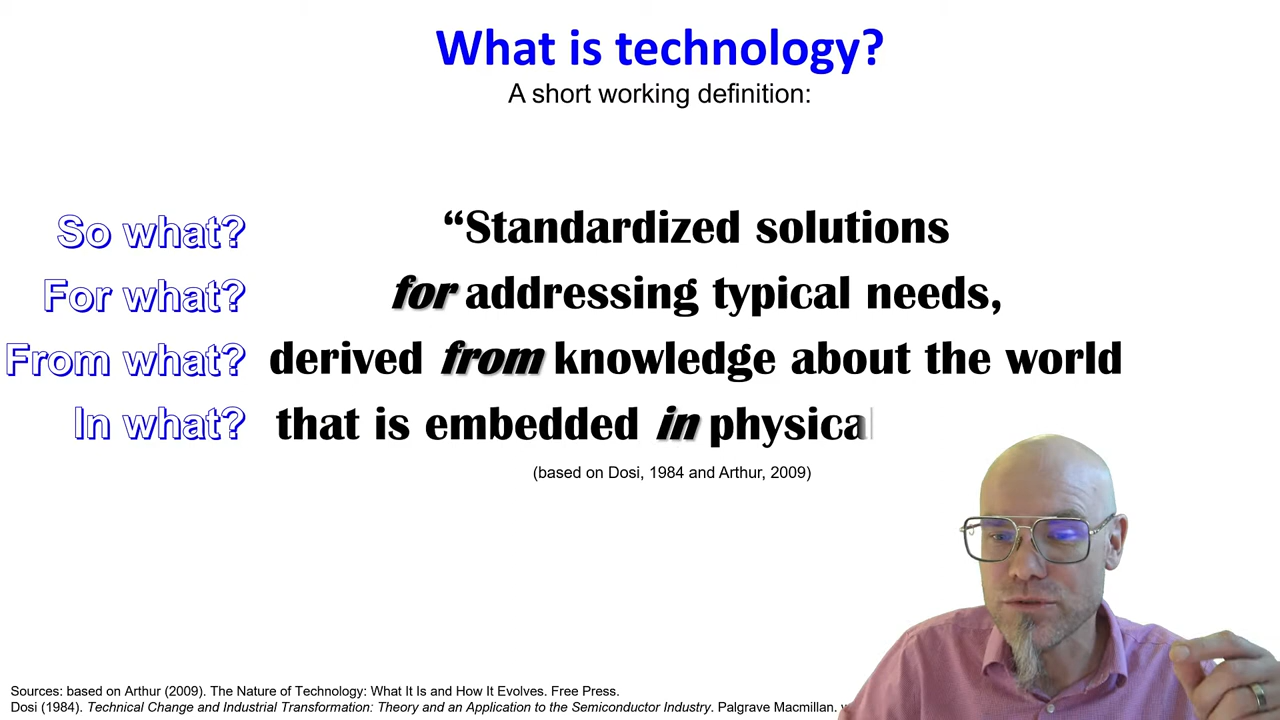 What is technology?
A short working definition:
So what? “Standardized solutions
For what? for addressing typical needs,
From what? derived from knowledge about the world
In what? that is embedded in physical
(based on Dosi, 1984 and Arthur, 2009)
Sources: based on Arthur (2009). The Nature of Technology: What It Is and How It Evolves. Free Press.
Dosi (1984). Technical Change and Industrial Transformation: Theory and an Application to the Semiconductor Industry. Palgrave Macmillan.